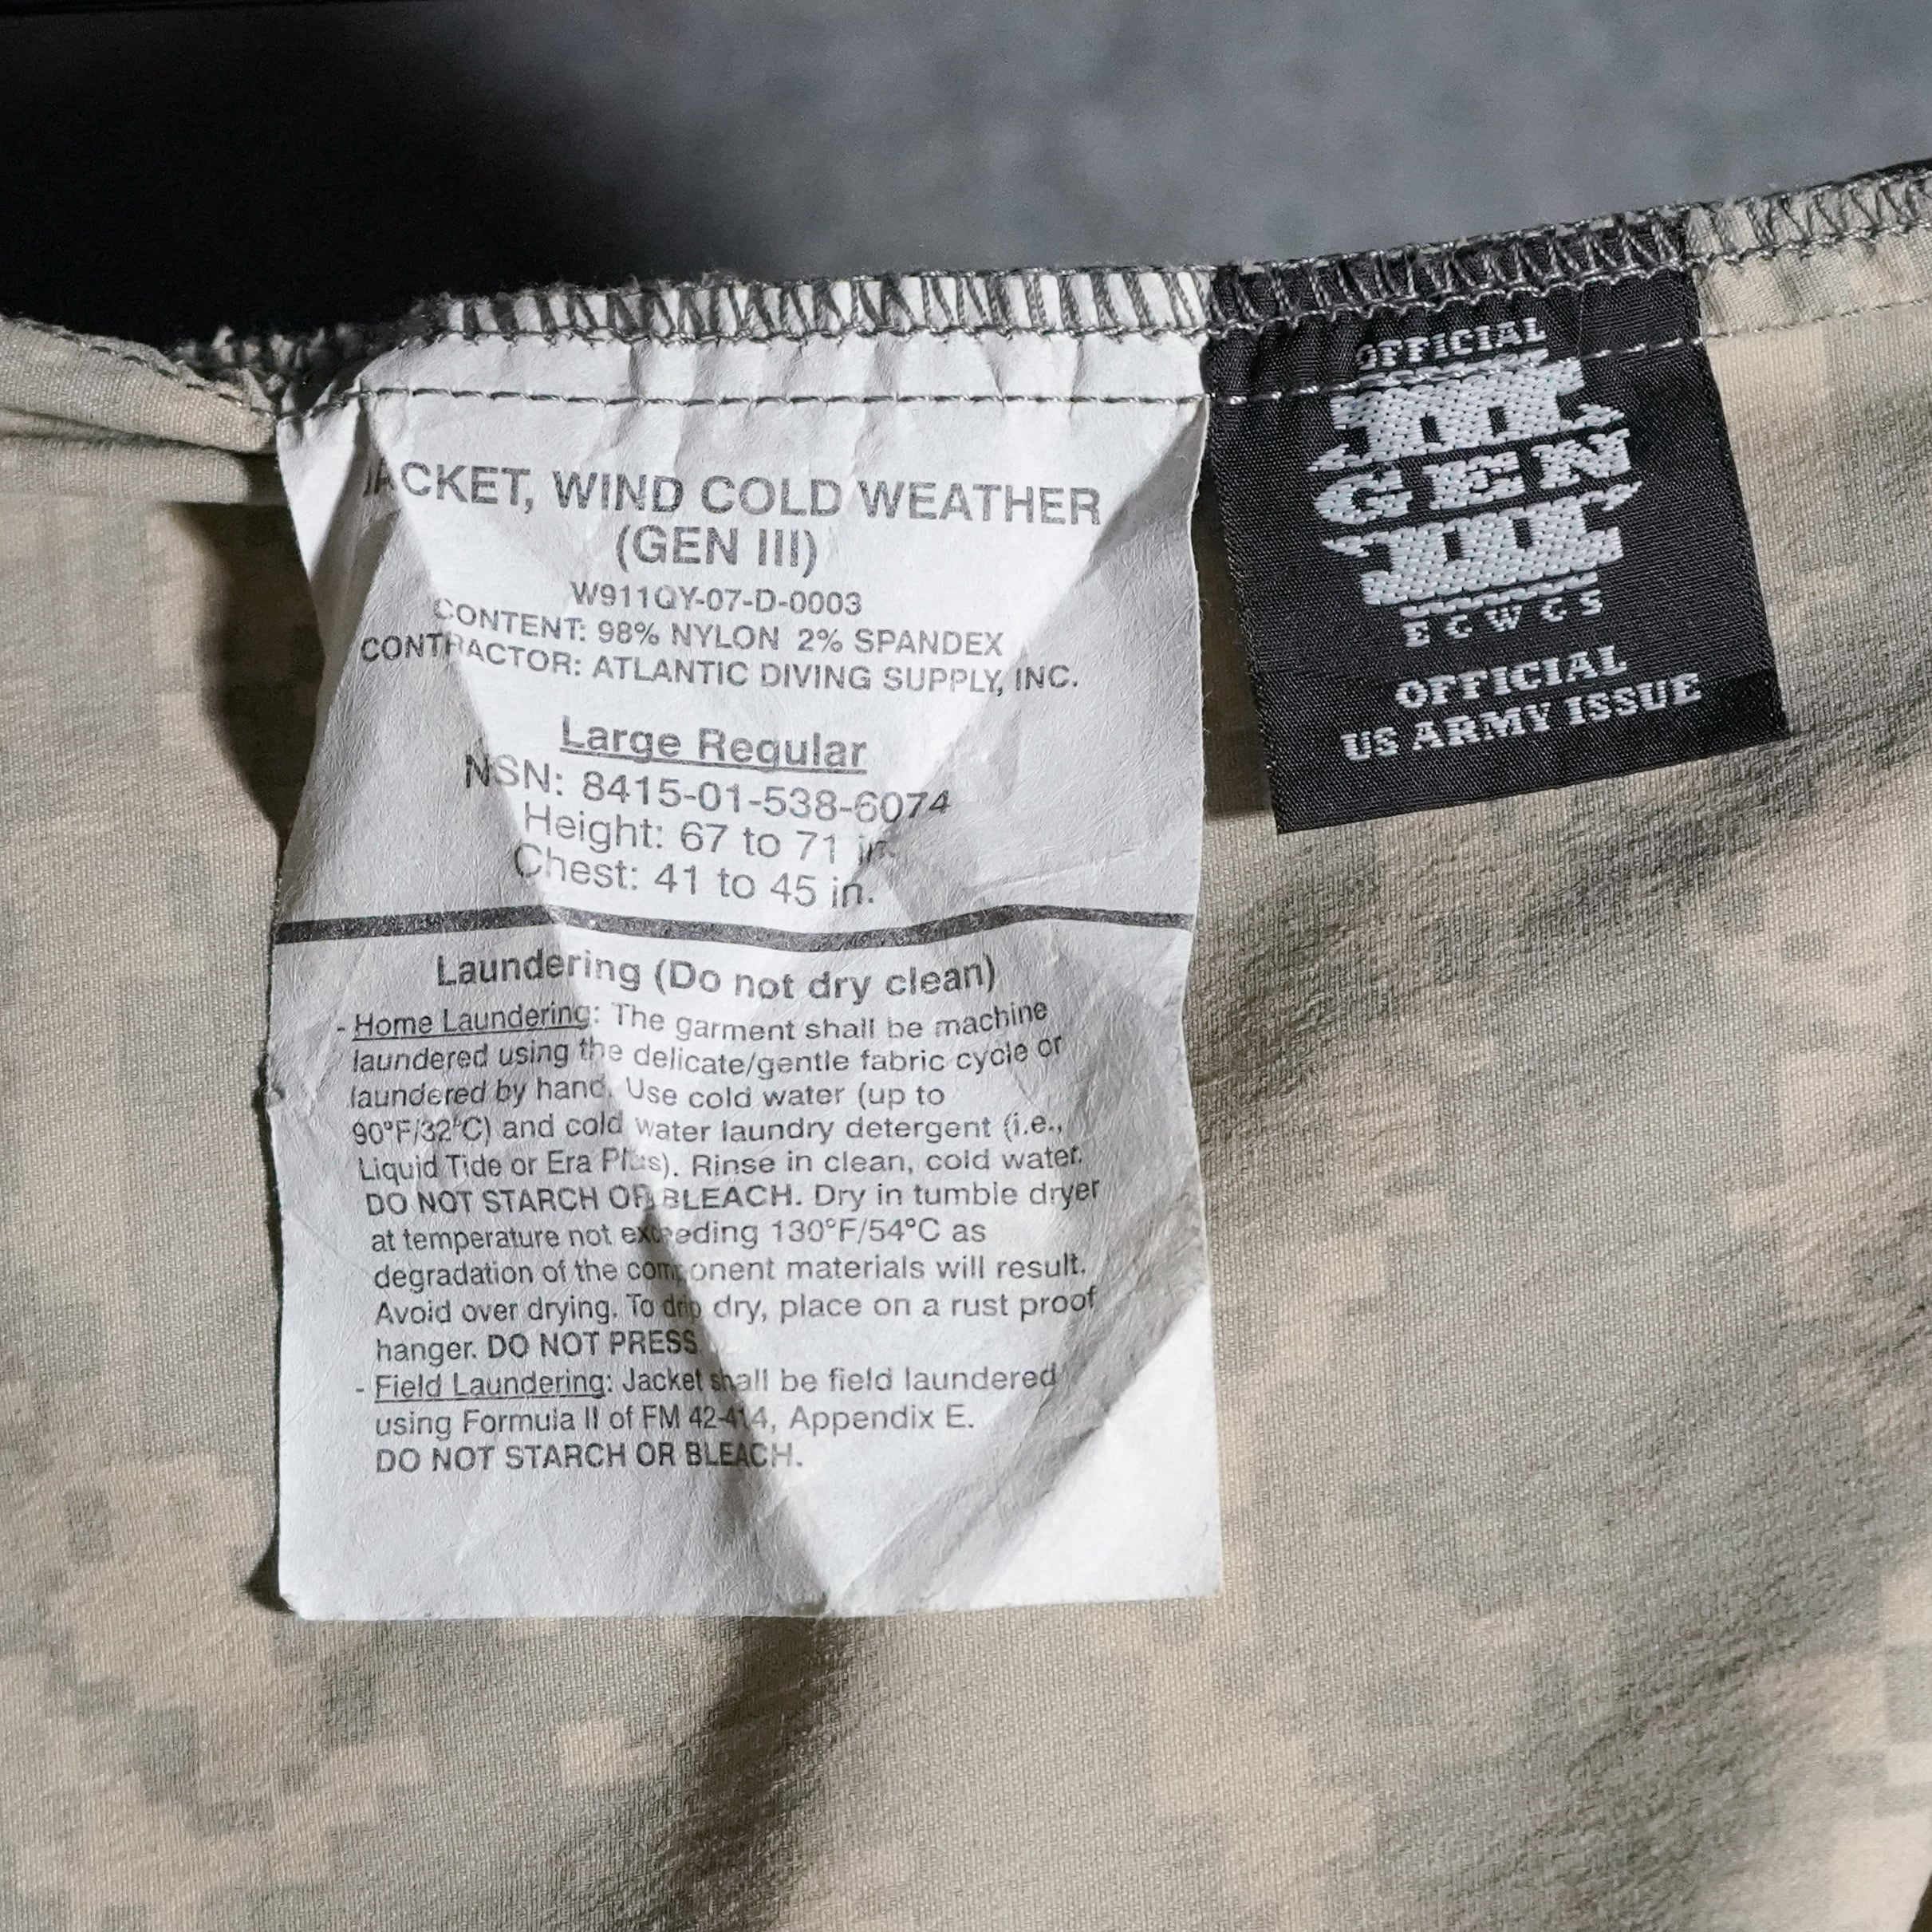 JACKET, WIND COLD WEATHER
(GEN III)
W911QY-07-D-0003
CONTENT: 98% NYLON 2% SPANDEX
CONTRACTOR: ATLANTIC DIVING SUPPLY, INC.
Large Regular
NSN: 8415-01-538-6074
Height: 67 to 71 in.
Chest: 41 to 45 in.
Laundering (Do not dry clean)
- Home Laundering: The garment shall be machine
laundered using the delicate/gentle fabric cycle or
laundered by hand. Use cold water (up to
90°F/32°C) and cold water laundry detergent (i.e.,
Liquid Tide or Era Plus). Rinse in clean, cold water.
DO NOT STARCH OR BLEACH. Dry in tumble dryer
at temperature not exceeding 130°F/54°C as
degradation of the component materials will result.
Avoid over drying. To drip dry, place on a rust proof
hanger. DO NOT PRESS.
- Field Laundering: Jacket shall be field laundered
using Formula II of FM 42-414, Appendix E.
DO NOT STARCH OR BLEACH.
OFFICIAL
GEN
III
ECWCS
OFFICIAL
US ARMY ISSUE